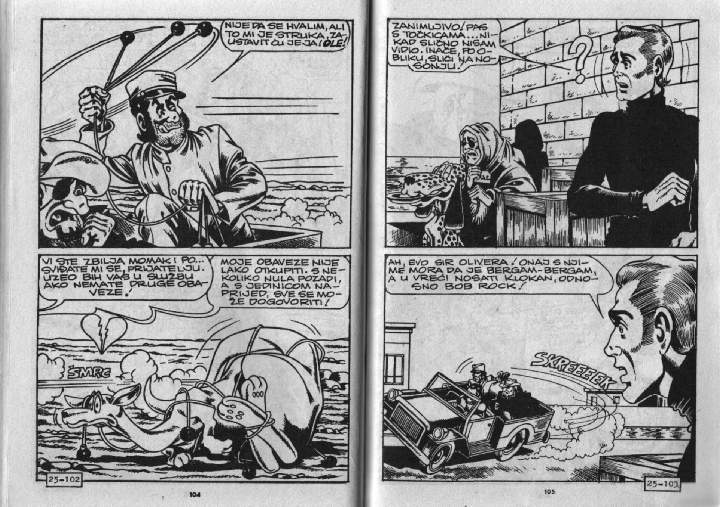 NIJE DA SE HVALIM, ALI
TO MI JE STRUKA, ZA-
USTAVIT ĆU JE JA! OLE!
VI STE ZBILJA MOMAK I PO...
SVIĐATE MI SE, PRIJATELJU.
UZEO BIH VAS U SLUŽBU
AKO NEMATE DRUGE OBA-
VEZE!
MOJE OBAVEZE NIJE
LAKO OTKUPITI. S NE-
KOLIKO NULA POZADI,
A S JEDINICOM NA-
PRIJED, SVE SE MO-
ŽE DOGOVORITI!
ŠMRC
25-102
104
ZANIMLJIVO! PAS
S TOČKICAMA... NI-
KAD SLIČNO NISAM
VIDIO. INAČE, PO O-
BLIKU, SLIČI NA NO-
SONJU!
?
AH, EVO SIR OLIVERA! ONAJ S NJI-
ME MORA DA JE BERGAM-BERGAM,
A U VREĆI NOSATI KLOKAN, ODNO-
SNO BOB ROCK!
SKREEEEK
25-103
105